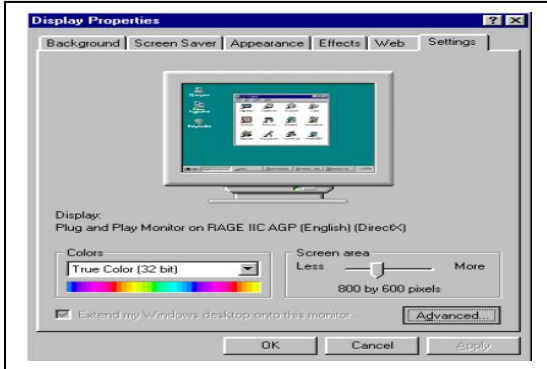 Display Properties
Background Screen Saver Appearance Effects Web Settings
Display:
Plug and Play Monitor on RAGE IIC AGP (English) (DirectX)
Colors
True Color (32 bit)
Screen area
Less More
800 by 600 pixels
Extend my Windows desktop onto this monitor.
Advanced...
OK Cancel Apply